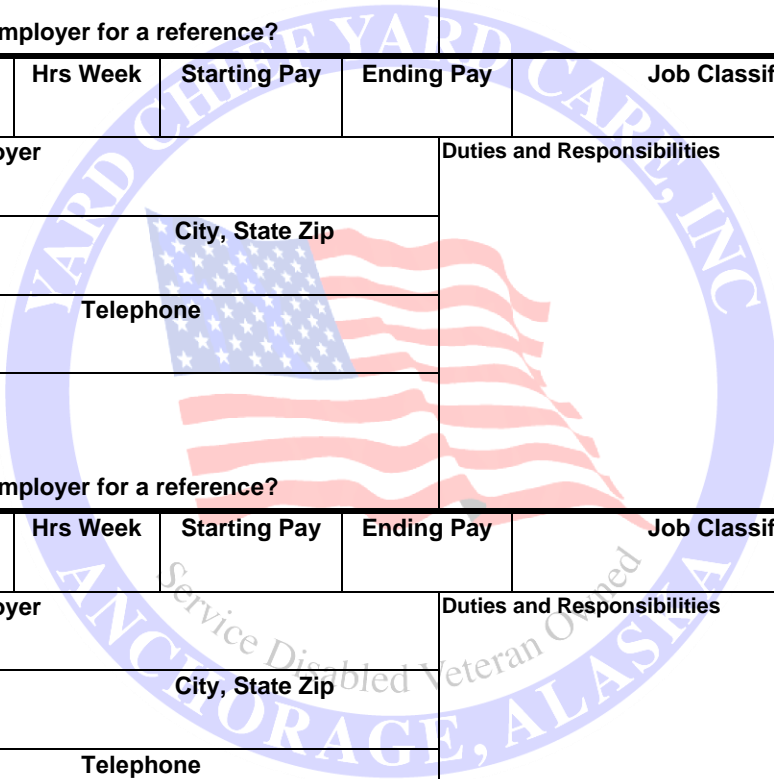 mployer for a reference?
Hrs Week Starting Pay Ending Pay Job Classif
oyer Duties and Responsibilities
City, State Zip
Telephone
mployer for a reference?
Hrs Week Starting Pay Ending Pay Job Classif
oyer Duties and Responsibilities
City, State Zip
Telephone
YARD CHIEF YARD CARE, INC
Service Disabled Veteran Owned
ANCHORAGE, ALASKA